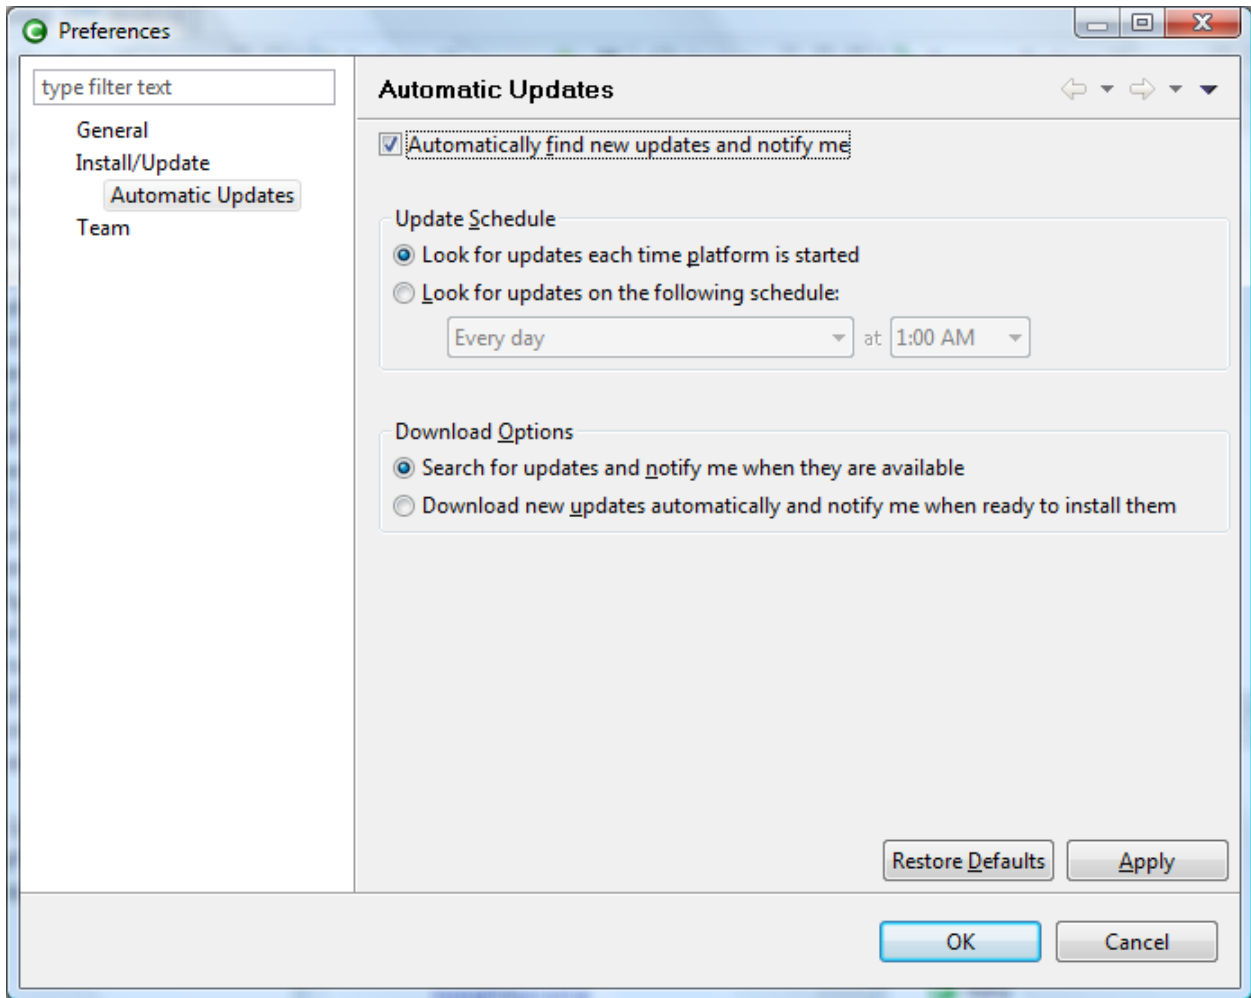 Preferences
type filter text
General
Install/Update
Automatic Updates
Team
Automatic Updates
Automatically find new updates and notify me
Update Schedule
Look for updates each time platform is started
Look for updates on the following schedule:
Every day at 1:00 AM
Download Options
Search for updates and notify me when they are available
Download new updates automatically and notify me when ready to install them
Restore Defaults Apply
OK Cancel